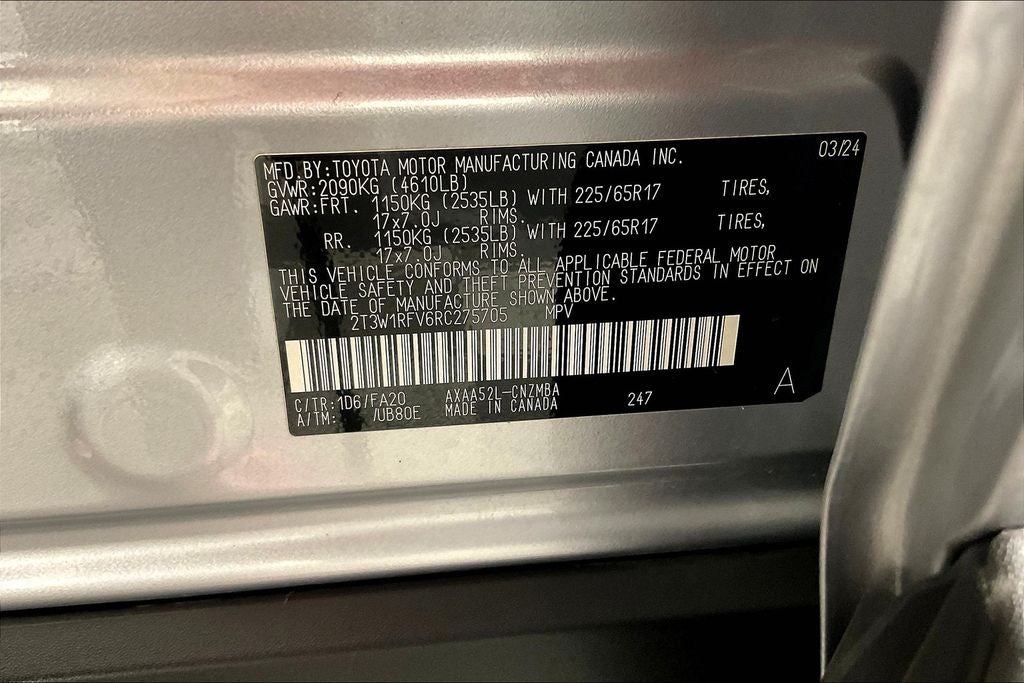 MFD.BY:TOYOTA MOTOR MANUFACTURING CANADA INC. 03/24
GVWR:2090KG (4610LB)
GAWR:FRT. 1150KG (2535LB) WITH 225/65R17 TIRES,
17x7.0J RIMS.
RR. 1150KG (2535LB) WITH 225/65R17 TIRES,
17x7.0J RIMS.
THIS VEHICLE CONFORMS TO ALL APPLICABLE FEDERAL MOTOR
VEHICLE SAFETY AND THEFT PREVENTION STANDARDS IN EFFECT ON
THE DATE OF MANUFACTURE SHOWN ABOVE.
2T3W1RFV6RC275705 MPV
C/TR:1D6/FA20 AXAA52L-CNZMBA 247 A
A/TM: /UB80E MADE IN CANADA